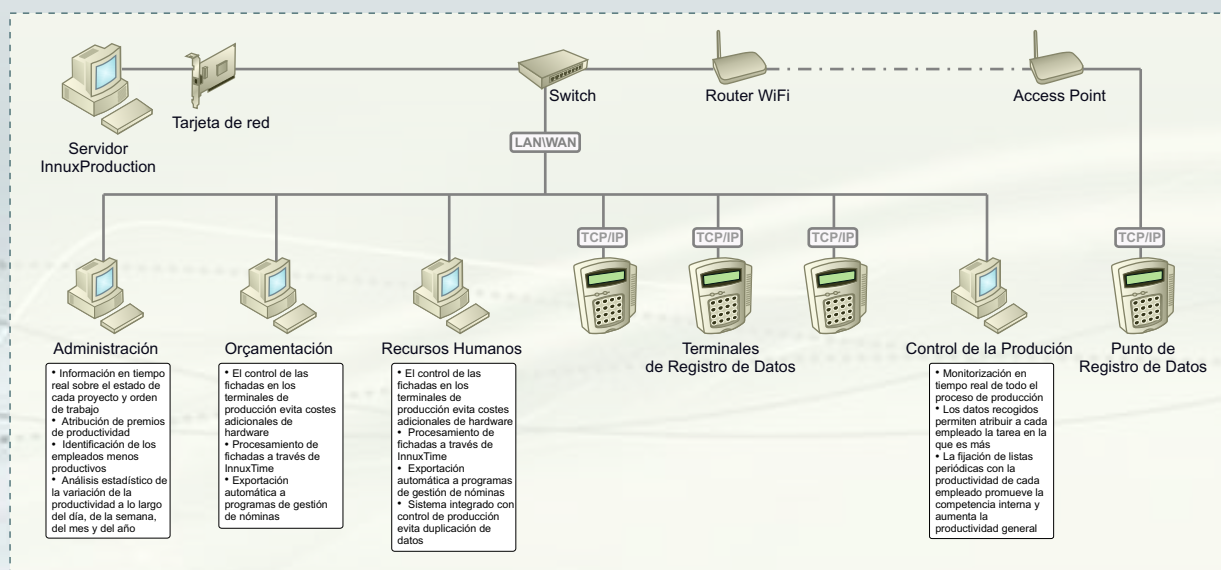 Servidor
InnuxProduction
Tarjeta de red
Switch
Router WiFi
Access Point
LAN\WAN
TCP/IP
TCP/IP
TCP/IP
TCP/IP
Administración
• Información en tiempo
real sobre el estado de
cada proyecto y orden
de trabajo
• Atribución de premios
de productividad
• Identificación de los
empleados menos
productivos
• Análisis estadístico de
la variación de la
productividad a lo largo
del día, de la semana,
del mes y del año
Orçamentación
• El control de las
fichadas en los
terminales de
producción evita costes
adicionales de
hardware
• Procesamiento de
fichadas a través de
InnuxTime
• Exportación
automática a
programas de gestión
de nóminas
Recursos Humanos
• El control de las
fichadas en los
terminales de
producción evita costes
adicionales de hardware
• Procesamiento de
fichadas a través de
InnuxTime
• Exportación
automática a programas
de gestión de nóminas
• Sistema integrado con
control de producción
evita duplicación de
datos
Terminales
de Registro de Datos
Control de la Produción
• Monitorización en
tiempo real de todo el
proceso de producción
• Los datos recogidos
permiten atribuir a cada
empleado la tarea en la
que es más
• La fijación de listas
periódicas con la
productividad de cada
empleado promueve la
competencia interna y
aumenta la
productividad general
Punto de
Registro de Datos